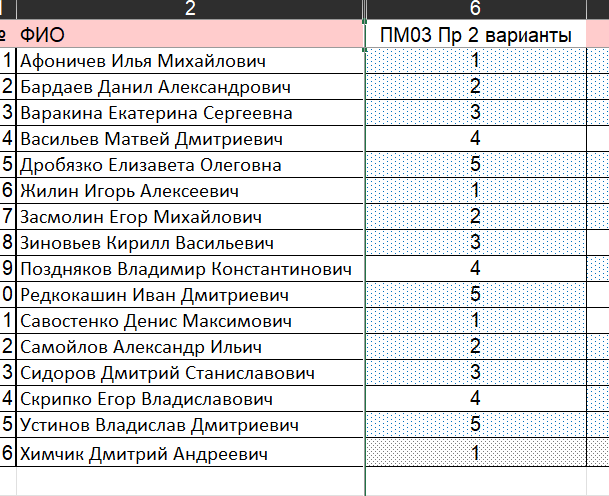 2 6
№ ФИО ПМ03 Пр 2 варианты
1 Афоничев Илья Михайлович 1
2 Бардаев Данил Александрович 2
3 Варакина Екатерина Сергеевна 3
4 Васильев Матвей Дмитриевич 4
5 Дробязко Елизавета Олеговна 5
6 Жилин Игорь Алексеевич 1
7 Засмолин Егор Михайлович 2
8 Зиновьев Кирилл Васильевич 3
9 Поздняков Владимир Константинович 4
0 Редкокашин Иван Дмитриевич 5
1 Савостенко Денис Максимович 1
2 Самойлов Александр Ильич 2
3 Сидоров Дмитрий Станиславович 3
4 Скрипко Егор Владиславович 4
5 Устинов Владислав Дмитриевич 5
6 Химчик Дмитрий Андреевич 1